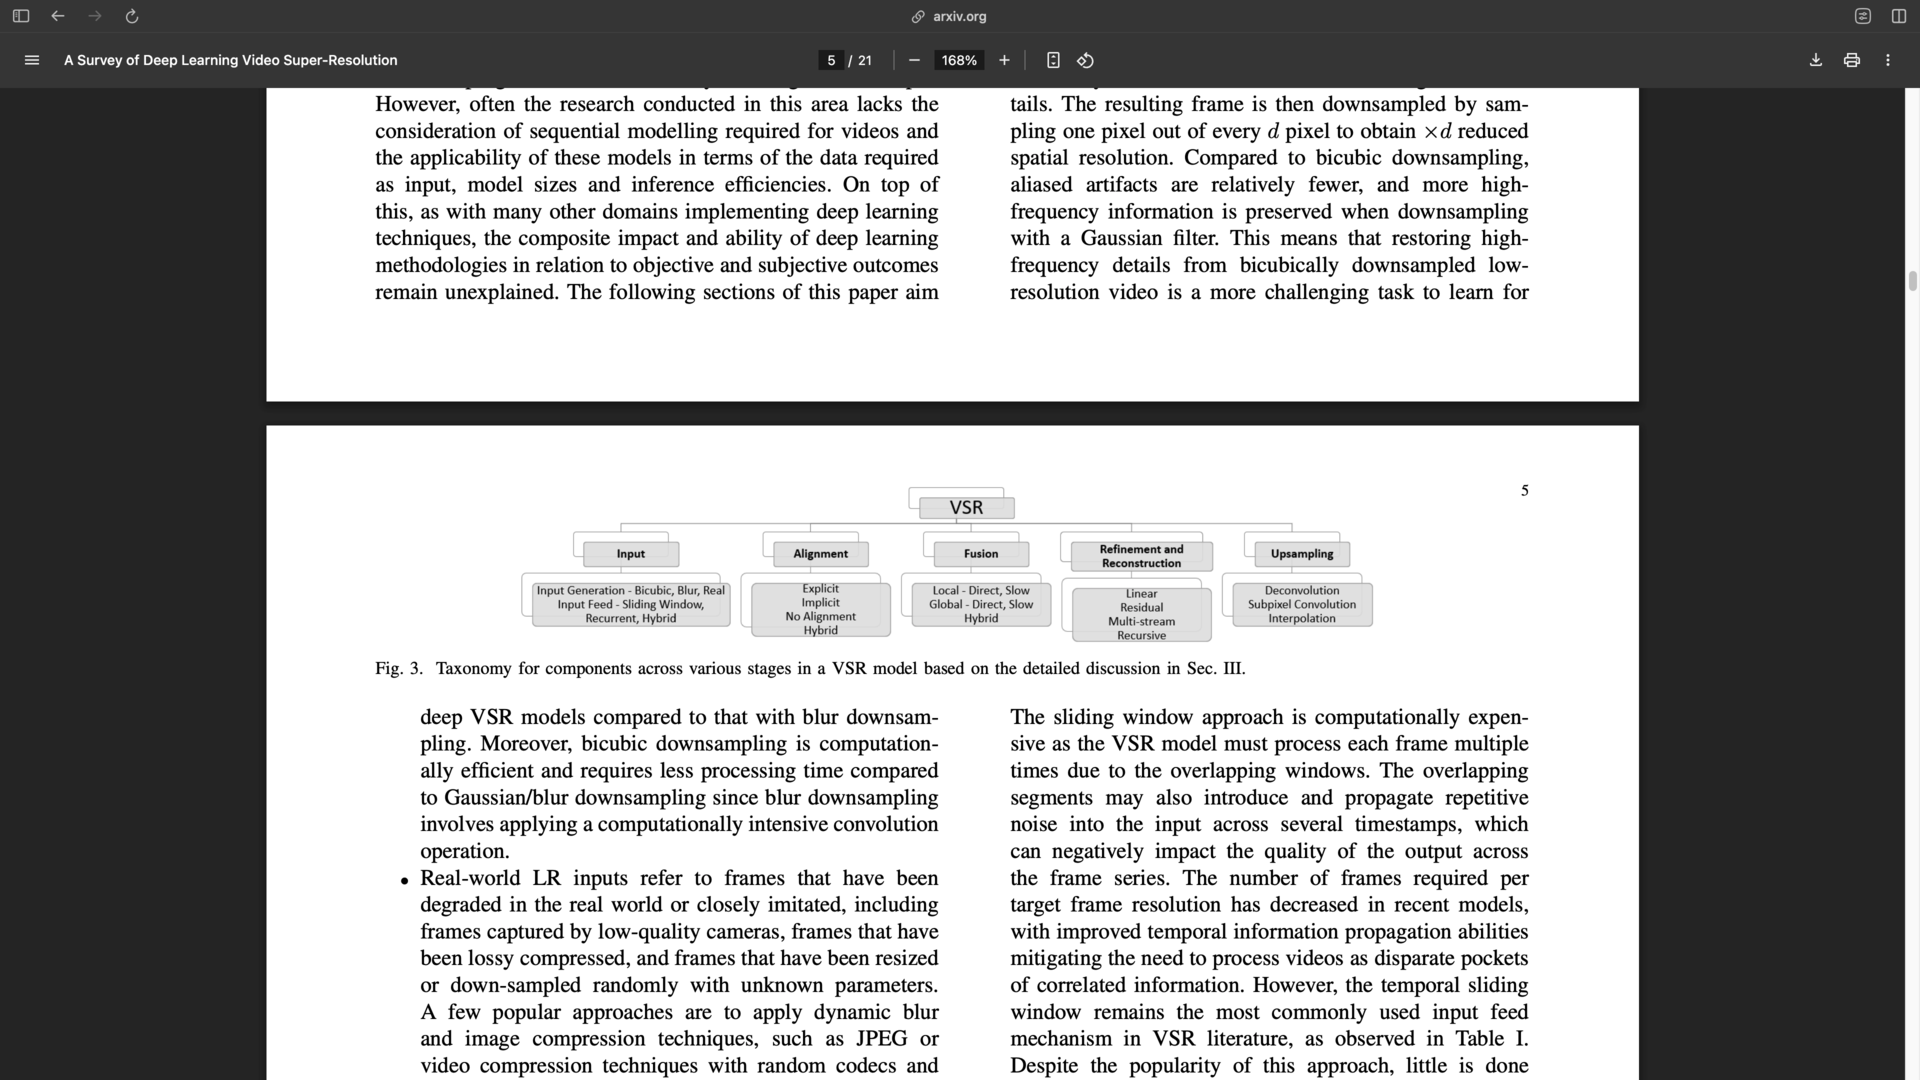 arxiv.org
A Survey of Deep Learning Video Super-Resolution
5 / 21
168%
However, often the research conducted in this area lacks the
consideration of sequential modelling required for videos and
the applicability of these models in terms of the data required
as input, model sizes and inference efficiencies. On top of
this, as with many other domains implementing deep learning
techniques, the composite impact and ability of deep learning
methodologies in relation to objective and subjective outcomes
remain unexplained. The following sections of this paper aim
tails. The resulting frame is then downsampled by sam-
pling one pixel out of every d pixel to obtain ×d reduced
spatial resolution. Compared to bicubic downsampling,
aliased artifacts are relatively fewer, and more high-
frequency information is preserved when downsampling
with a Gaussian filter. This means that restoring high-
frequency details from bicubically downsampled low-
resolution video is a more challenging task to learn for
5
VSR
Input
Input Generation - Bicubic, Blur, Real
Input Feed - Sliding Window,
Recurrent, Hybrid
Alignment
Explicit
Implicit
No Alignment
Hybrid
Fusion
Local - Direct, Slow
Global - Direct, Slow
Hybrid
Refinement and
Reconstruction
Linear
Residual
Multi-stream
Recursive
Upsampling
Deconvolution
Subpixel Convolution
Interpolation
Fig. 3. Taxonomy for components across various stages in a VSR model based on the detailed discussion in Sec. III.
deep VSR models compared to that with blur downsam-
pling. Moreover, bicubic downsampling is computation-
ally efficient and requires less processing time compared
to Gaussian/blur downsampling since blur downsampling
involves applying a computationally intensive convolution
operation.
• Real-world LR inputs refer to frames that have been
degraded in the real world or closely imitated, including
frames captured by low-quality cameras, frames that have
been lossy compressed, and frames that have been resized
or down-sampled randomly with unknown parameters.
A few popular approaches are to apply dynamic blur
and image compression techniques, such as JPEG or
video compression techniques with random codecs and
The sliding window approach is computationally expen-
sive as the VSR model must process each frame multiple
times due to the overlapping windows. The overlapping
segments may also introduce and propagate repetitive
noise into the input across several timestamps, which
can negatively impact the quality of the output across
the frame series. The number of frames required per
target frame resolution has decreased in recent models,
with improved temporal information propagation abilities
mitigating the need to process videos as disparate pockets
of correlated information. However, the temporal sliding
window remains the most commonly used input feed
mechanism in VSR literature, as observed in Table I.
Despite the popularity of this approach, little is done